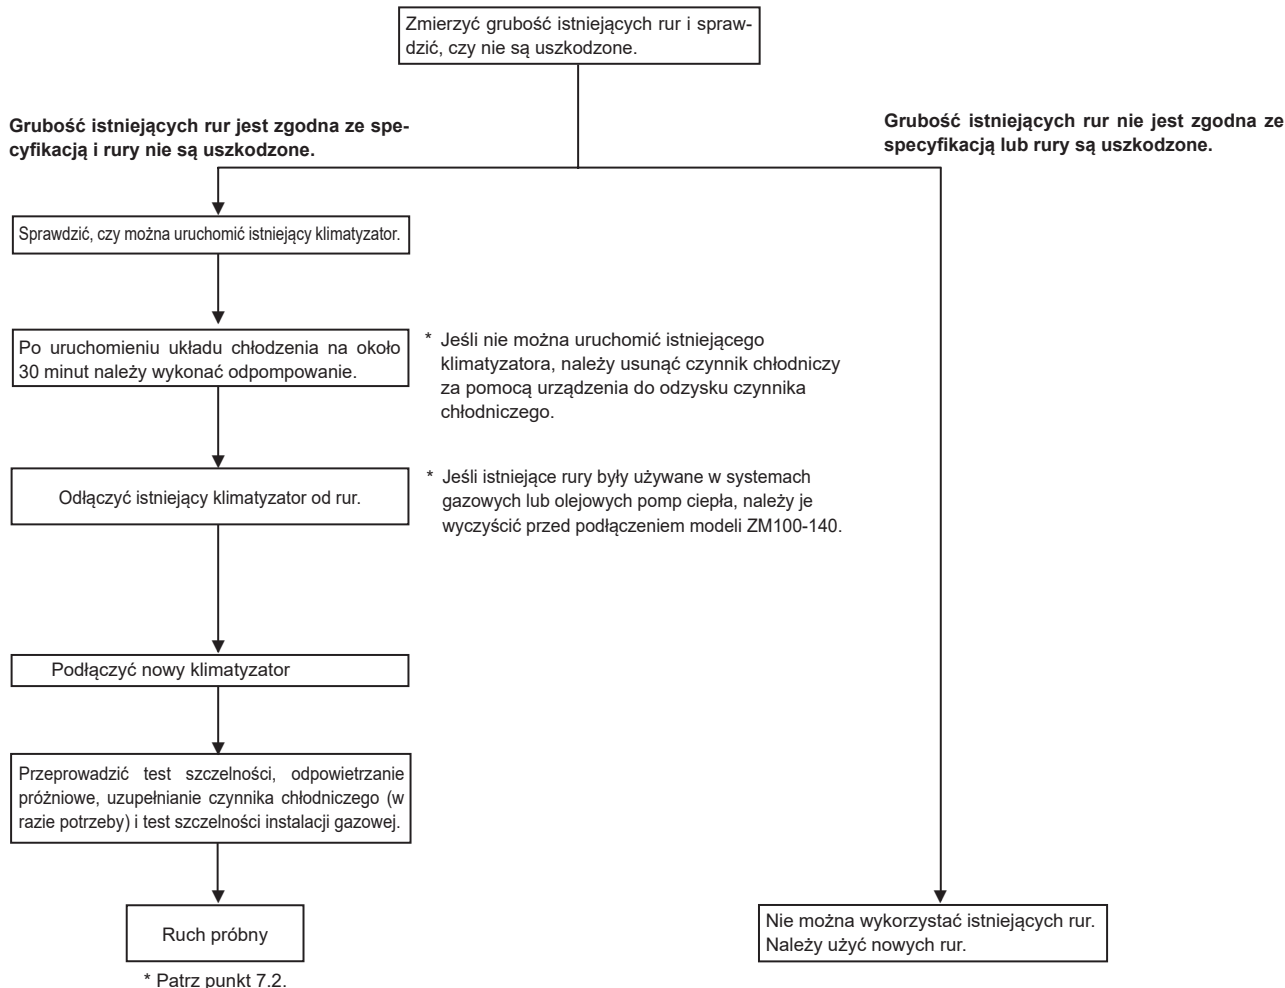 Zmierzyć grubość istniejących rur i spraw-
dzić, czy nie są uszkodzone.
Grubość istniejących rur jest zgodna ze spe-
cyfikacją i rury nie są uszkodzone.
Grubość istniejących rur nie jest zgodna ze
specyfikacją lub rury są uszkodzone.
Sprawdzić, czy można uruchomić istniejący klimatyzator.
Po uruchomieniu układu chłodzenia na około
30 minut należy wykonać odpompowanie.
* Jeśli nie można uruchomić istniejącego
klimatyzatora, należy usunąć czynnik chłodniczy
za pomocą urządzenia do odzysku czynnika
chłodniczego.
Odłączyć istniejący klimatyzator od rur.
* Jeśli istniejące rury były używane w systemach
gazowych lub olejowych pomp ciepła, należy je
wyczyścić przed podłączeniem modeli ZM100-140.
Podłączyć nowy klimatyzator
Przeprowadzić test szczelności, odpowietrzanie
próżniowe, uzupełnianie czynnika chłodniczego (w
razie potrzeby) i test szczelności instalacji gazowej.
Ruch próbny
* Patrz punkt 7.2.
Nie można wykorzystać istniejących rur.
Należy użyć nowych rur.